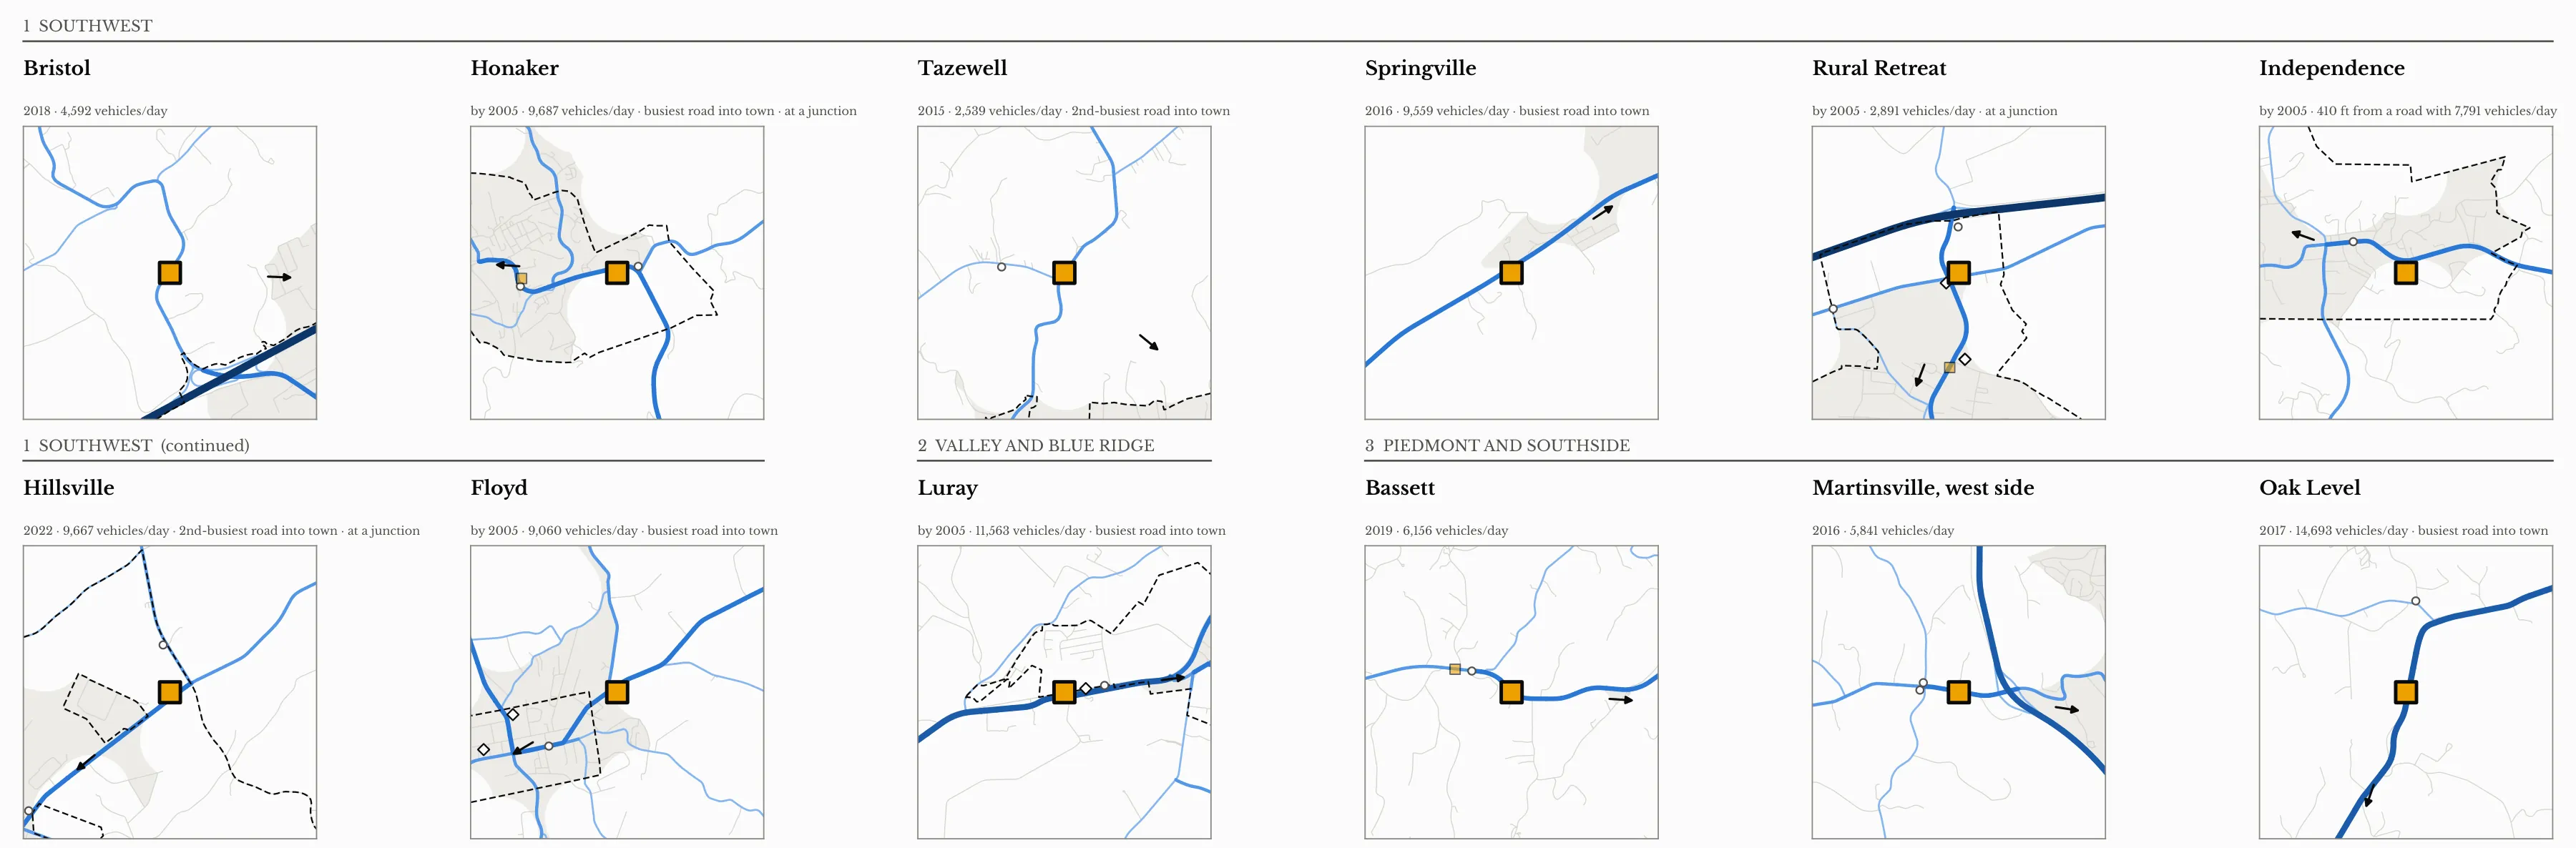 1 SOUTHWEST
Bristol
2018 · 4,592 vehicles/day
Honaker
by 2005 · 9,687 vehicles/day · busiest road into town · at a junction
Tazewell
2015 · 2,539 vehicles/day · 2nd-busiest road into town
Springville
2016 · 9,559 vehicles/day · busiest road into town
Rural Retreat
by 2005 · 2,891 vehicles/day · at a junction
Independence
by 2005 · 410 ft from a road with 7,791 vehicles/day
1 SOUTHWEST (continued)
Hillsville
2022 · 9,667 vehicles/day · 2nd-busiest road into town · at a junction
Floyd
by 2005 · 9,060 vehicles/day · busiest road into town
2 VALLEY AND BLUE RIDGE
Luray
by 2005 · 11,563 vehicles/day · busiest road into town
3 PIEDMONT AND SOUTHSIDE
Bassett
2019 · 6,156 vehicles/day
Martinsville, west side
2016 · 5,841 vehicles/day
Oak Level
2017 · 14,693 vehicles/day · busiest road into town